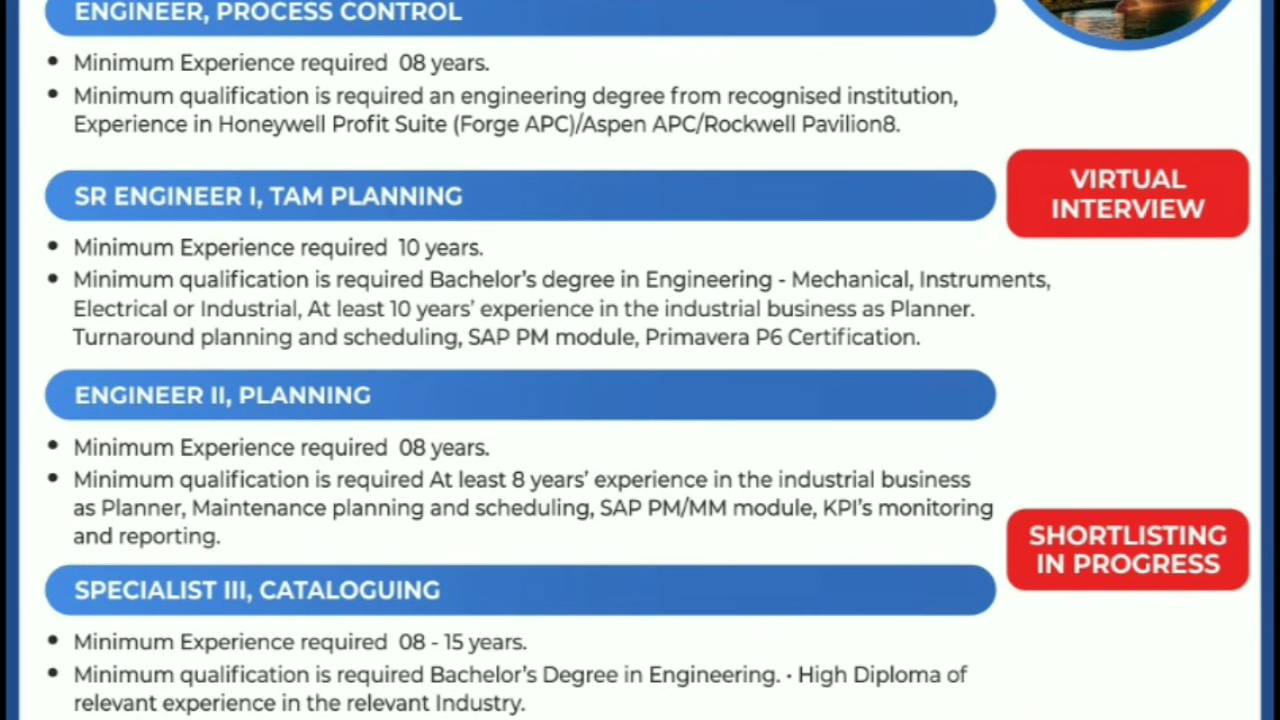 ENGINEER, PROCESS CONTROL
• Minimum Experience required 08 years.
• Minimum qualification is required an engineering degree from recognised institution,
Experience in Honeywell Profit Suite (Forge APC)/Aspen APC/Rockwell Pavilion8.
VIRTUAL
INTERVIEW
SR ENGINEER I, TAM PLANNING
• Minimum Experience required 10 years.
• Minimum qualification is required Bachelor's degree in Engineering - Mechanical, Instruments,
Electrical or Industrial, At least 10 years' experience in the industrial business as Planner.
Turnaround planning and scheduling, SAP PM module, Primavera P6 Certification.
ENGINEER II, PLANNING
• Minimum Experience required 08 years.
• Minimum qualification is required At least 8 years' experience in the industrial business
as Planner, Maintenance planning and scheduling, SAP PM/MM module, KPI's monitoring
and reporting.
SHORTLISTING
IN PROGRESS
SPECIALIST III, CATALOGUING
• Minimum Experience required 08 - 15 years.
• Minimum qualification is required Bachelor's Degree in Engineering. • High Diploma of
relevant experience in the relevant Industry.